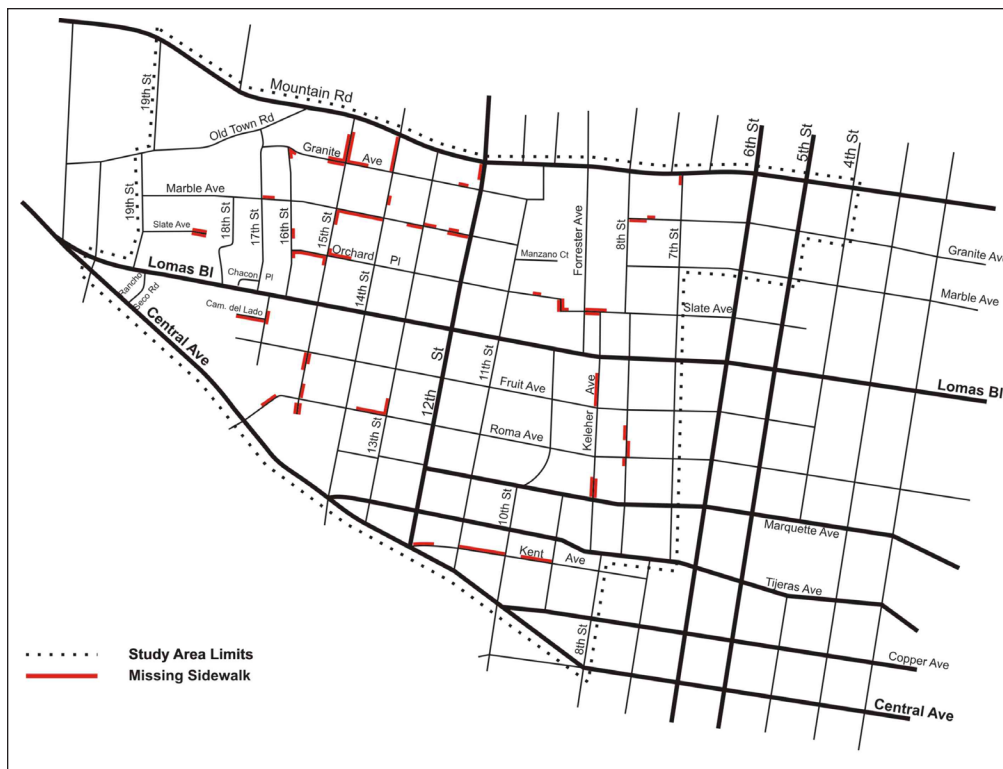 Mountain Rd
19th St
Old Town Rd
Granite
Ave
6th St
5th St
4th St
Marble Ave
19th St
Slate Ave
18th St
17th St
16th St
15th St
Orchard
Pl
Manzano Ct
Forrester Ave
8th St
7th St
Granite Ave
Marble Ave
Lomas Bl
Chacon
Pl
14th St
Rancho
Seco Rd
Cam. del Lado
Slate Ave
Central Ave
12th
St
11th St
Fruit Ave
Keleher
Ave
Lomas Bl
13th St
Roma Ave
10th St
Marquette Ave
Kent
Ave
Tijeras Ave
8th St
Copper Ave
Central Ave
Study Area Limits
Missing Sidewalk